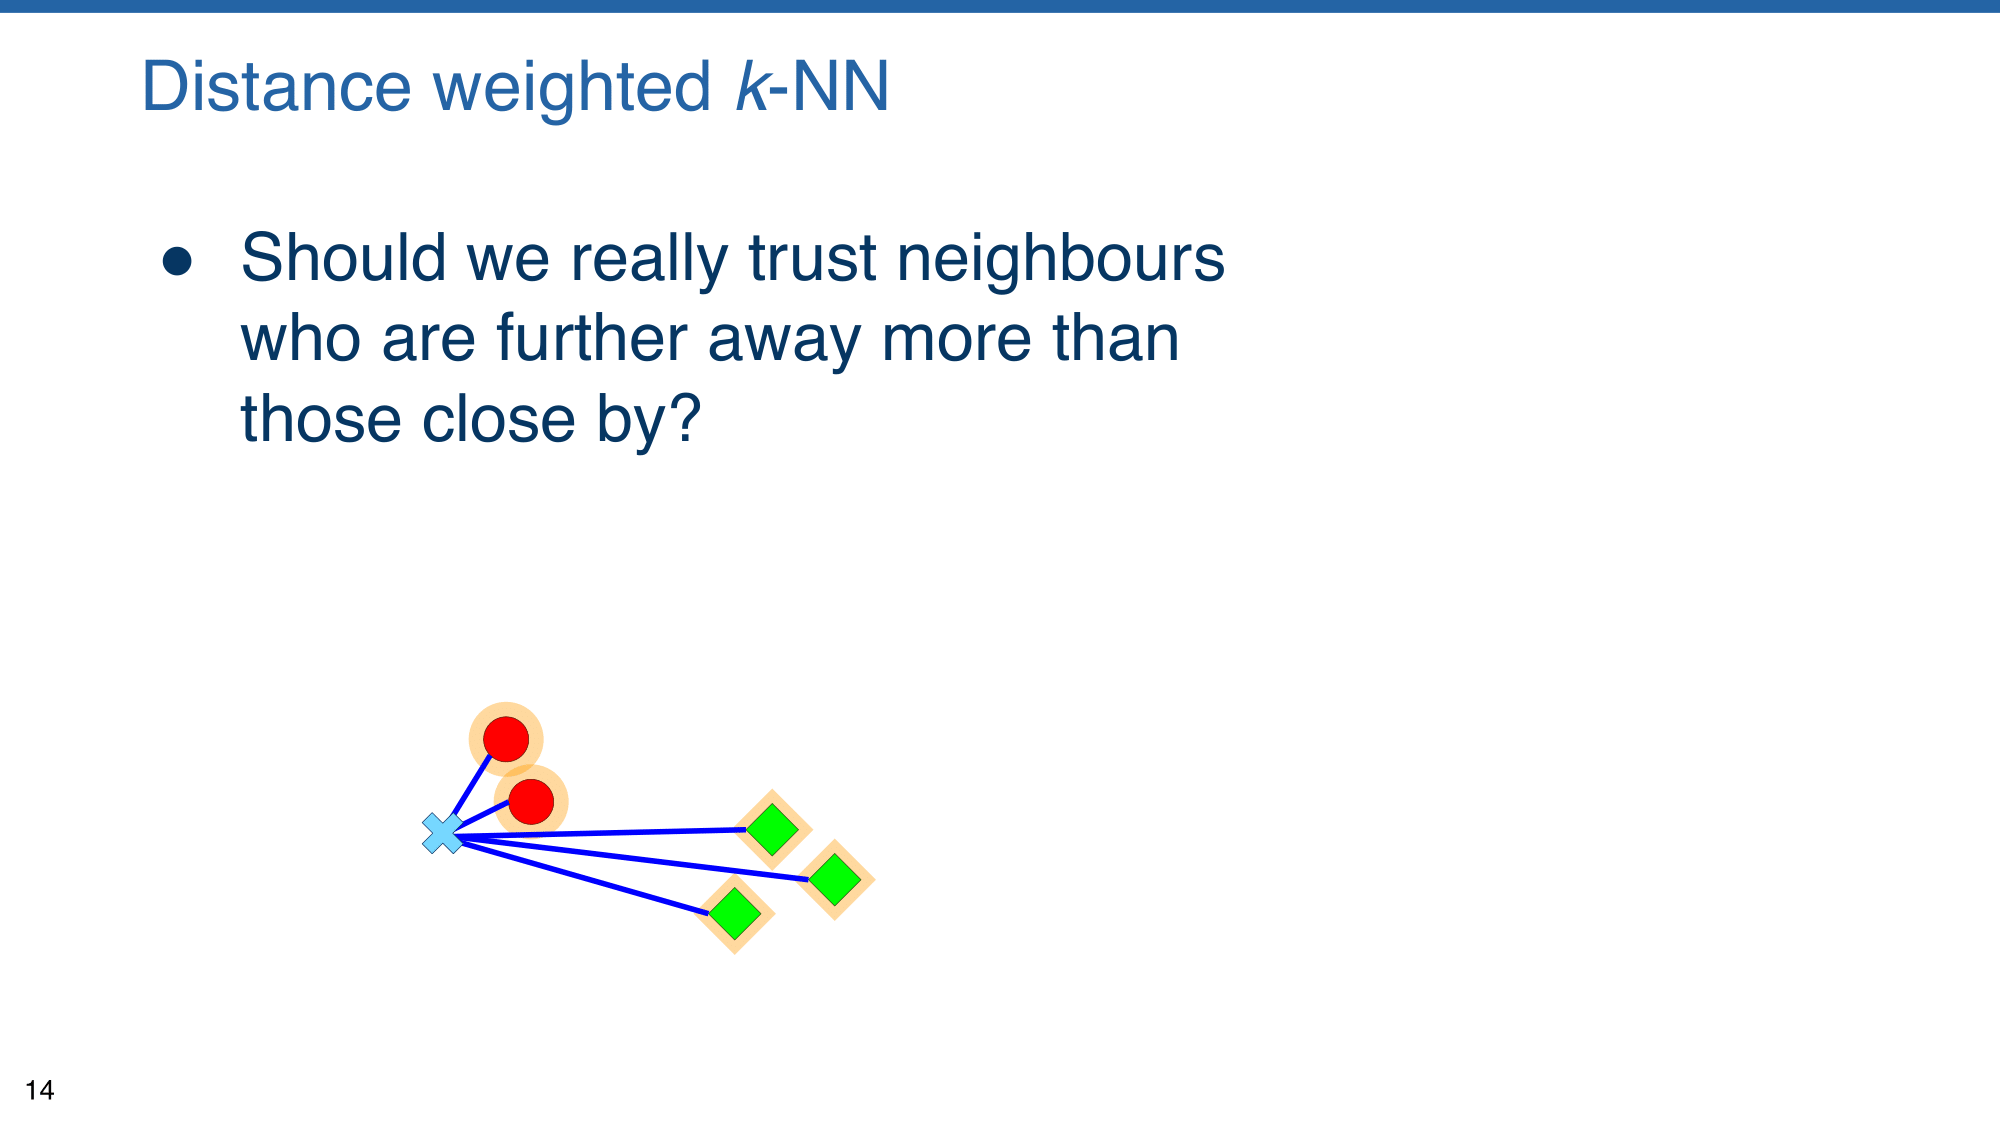 Distance weighted k-NN
● Should we really trust neighbours
who are further away more than
those close by?
14